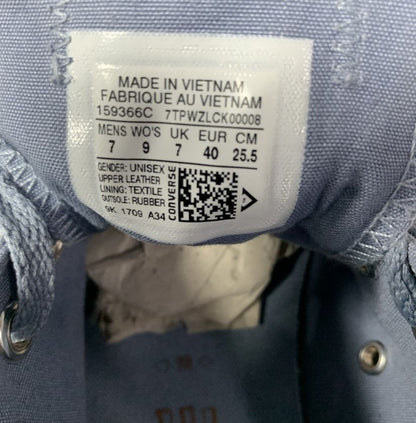 MADE IN VIETNAM
FABRIQUE AU VIETNAM
159366C 7TPWZLCK00008
MENS WO'S UK EUR CM
7 9 7 40 25.5
GENDER: UNISEX
UPPER: LEATHER
LINING: TEXTILE
OUTSOLE: RUBBER
9K 1709 A34
CONVERSE